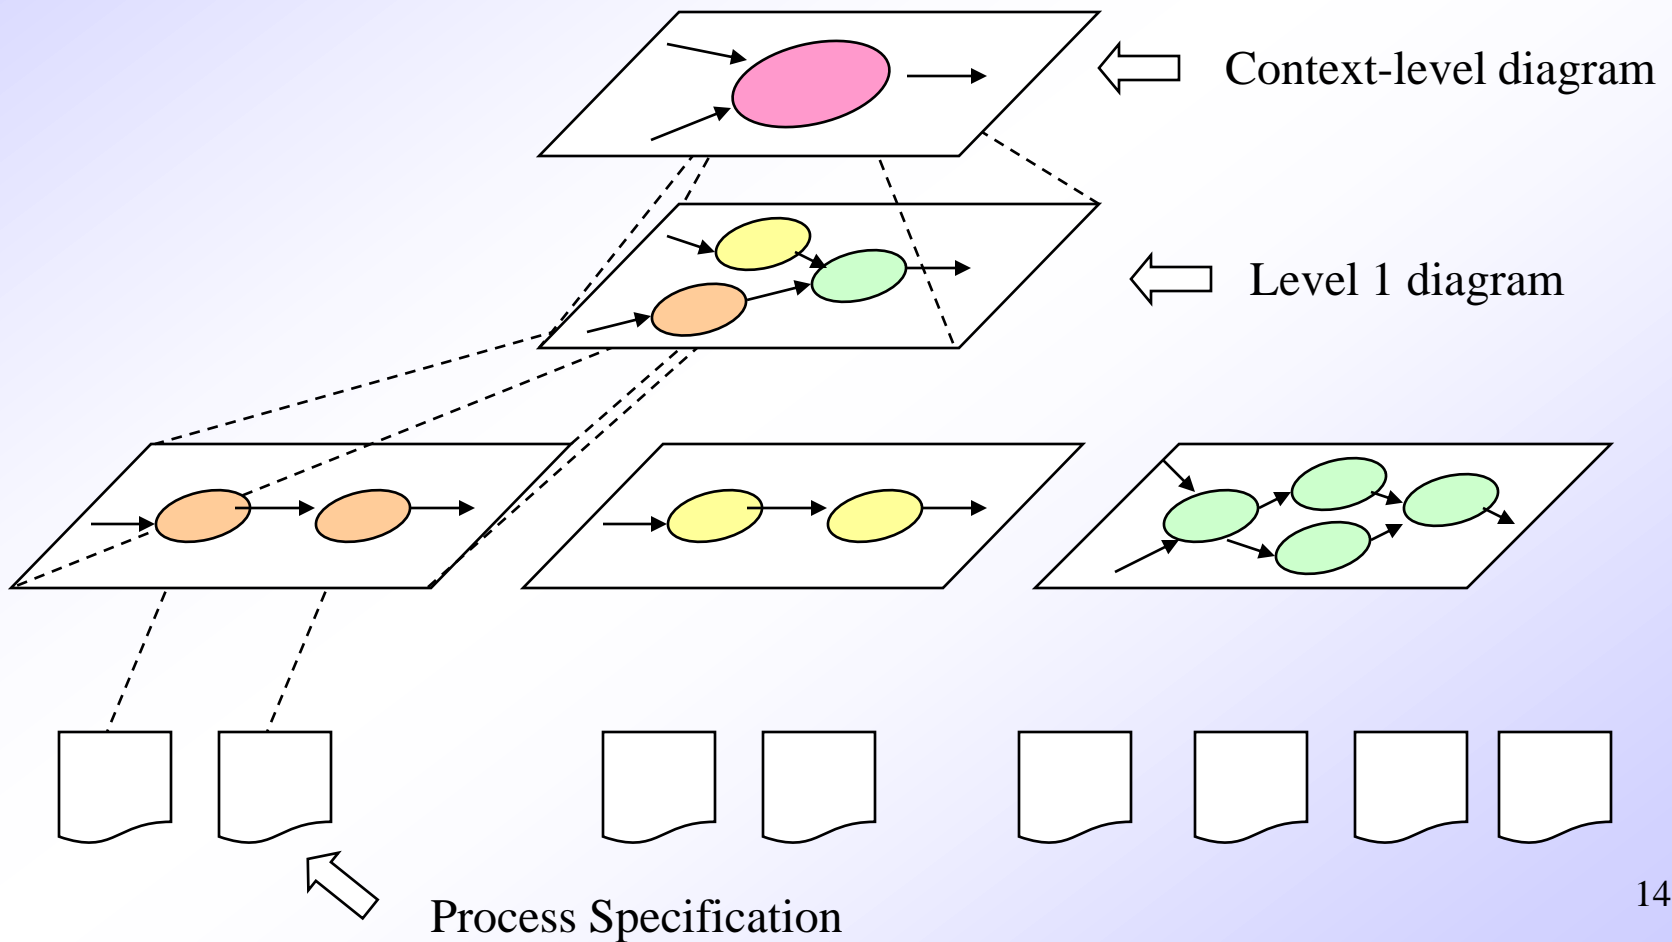 Context-level diagram
Level 1 diagram
Process Specification
14